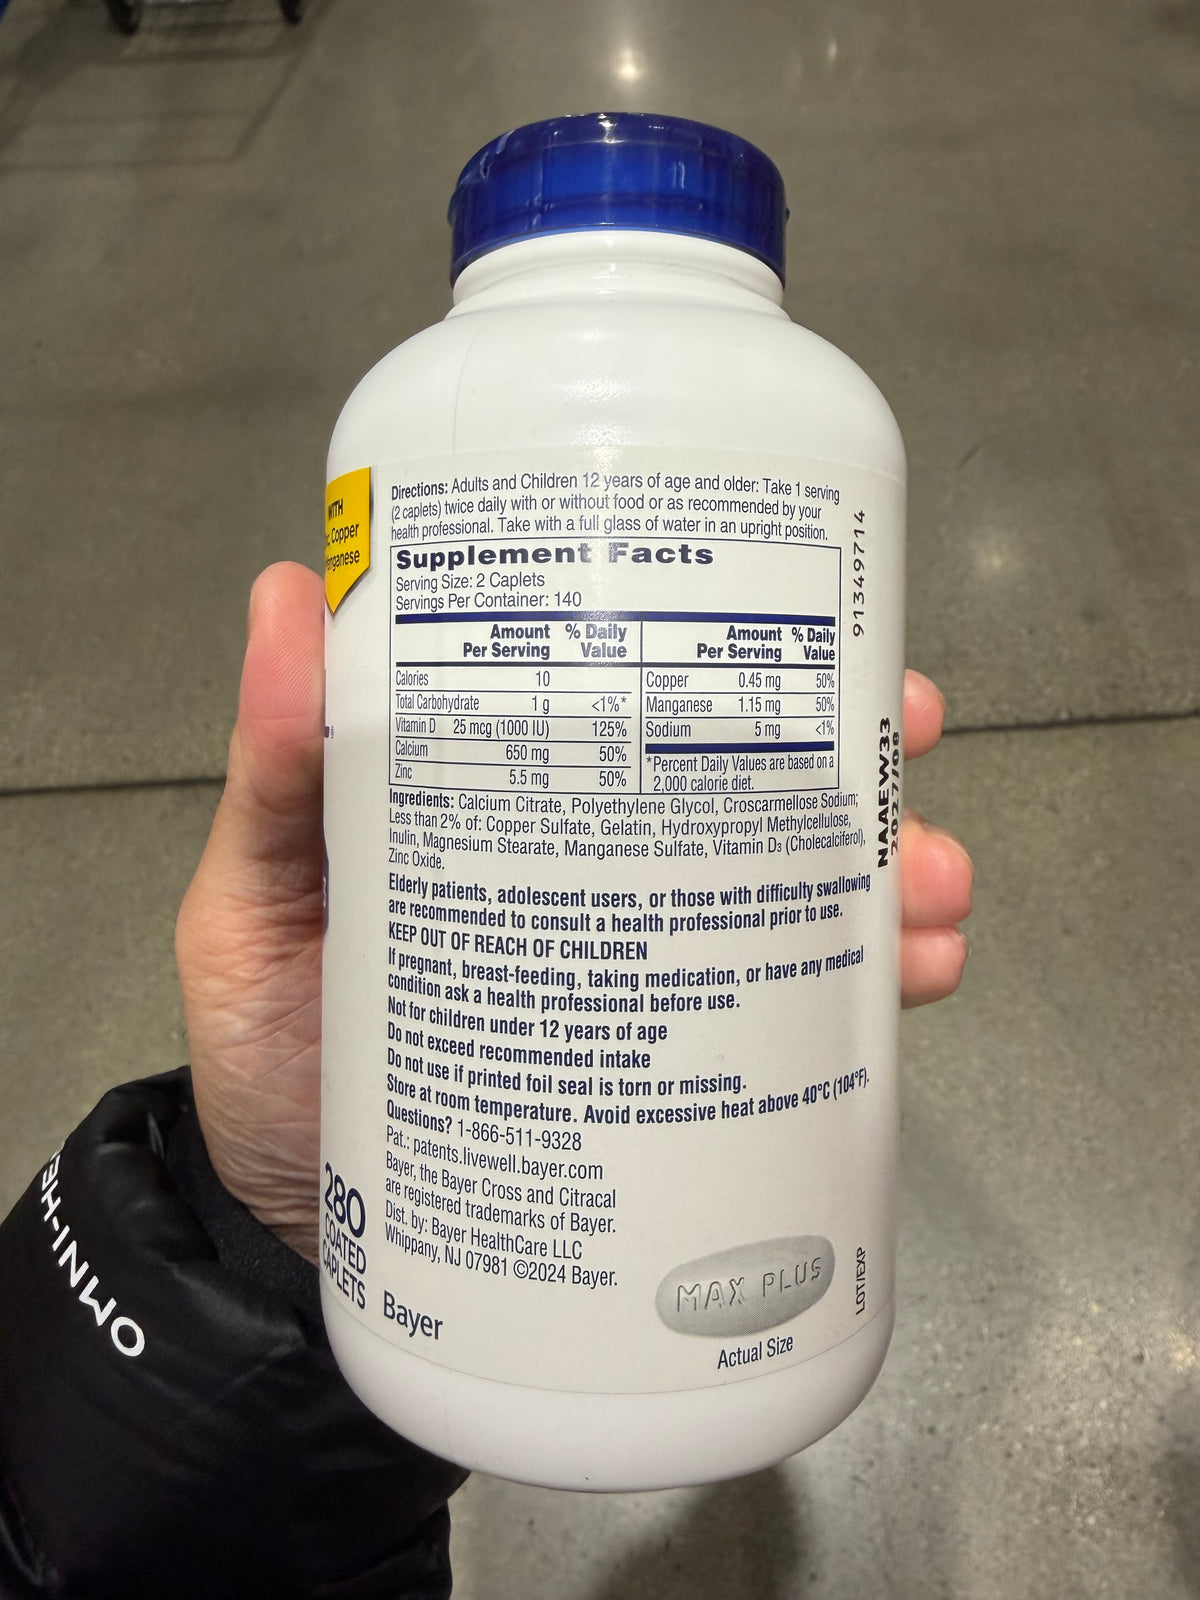 WITH
Copper
Directions: Adults and Children 12 years of age and older: Take 1 serving
(2 caplets) twice daily with or without food or as recommended by your
health professional. Take with a full glass of water in an upright position.
Supplement Facts
Serving Size: 2 Caplets
Servings Per Container: 140
Amount Per Serving % Daily Value
Calories 10
Total Carbohydrate 1 g <1%*
Vitamin D 25 mcg (1000 IU) 125%
Calcium 650 mg 50%
Zinc 5.5 mg 50%
Amount Per Serving % Daily Value
Copper 0.45 mg 50%
Manganese 1.15 mg 50%
Sodium 5 mg <1%
*Percent Daily Values are based on a
2,000 calorie diet.
Ingredients: Calcium Citrate, Polyethylene Glycol, Croscarmellose Sodium;
Less than 2% of: Copper Sulfate, Gelatin, Hydroxypropyl Methylcellulose,
Inulin, Magnesium Stearate, Manganese Sulfate, Vitamin D₃ (Cholecalciferol),
Zinc Oxide.
Elderly patients, adolescent users, or those with difficulty swallowing
are recommended to consult a health professional prior to use.
KEEP OUT OF REACH OF CHILDREN
If pregnant, breast-feeding, taking medication, or have any medical
condition ask a health professional before use.
Not for children under 12 years of age
Do not exceed recommended intake
Do not use if printed foil seal is torn or missing.
Store at room temperature. Avoid excessive heat above 40°C (104°F).
Questions? 1-866-511-9328
Pat.: patents.livewell.bayer.com
Bayer, the Bayer Cross and Citracal
are registered trademarks of Bayer.
Dist. by: Bayer HealthCare LLC
Whippany, NJ 07981 ©2024 Bayer.
280
COATED
CAPLETS
Bayer
MAX PLUS
Actual Size
91349714
NAAEW33
2027/08
LOT/EXP
OMNI-HE